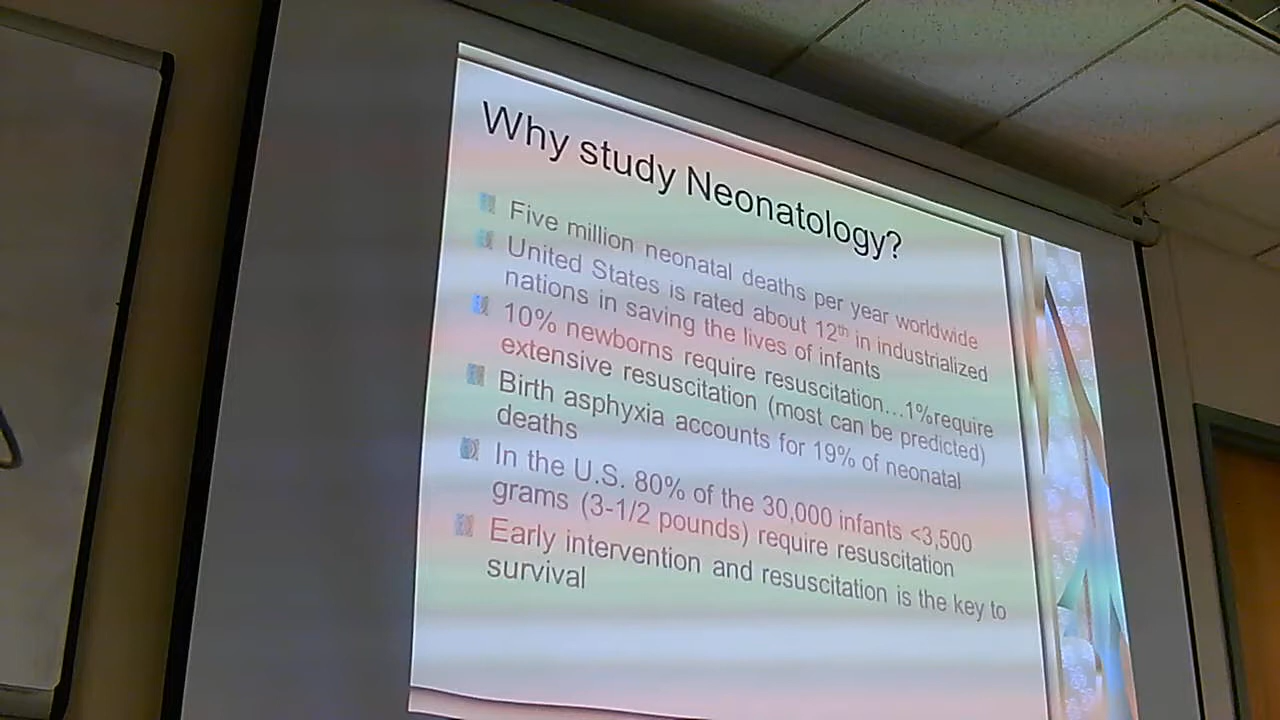 Why study Neonatology?
Five million neonatal deaths per year worldwide
United States is rated about 12th in industrialized
nations in saving the lives of infants
10% newborns require resuscitation...1%require
extensive resuscitation (most can be predicted)
Birth asphyxia accounts for 19% of neonatal
deaths
In the U.S. 80% of the 30,000 infants <3,500
grams (3-1/2 pounds) require resuscitation
Early intervention and resuscitation is the key to
survival